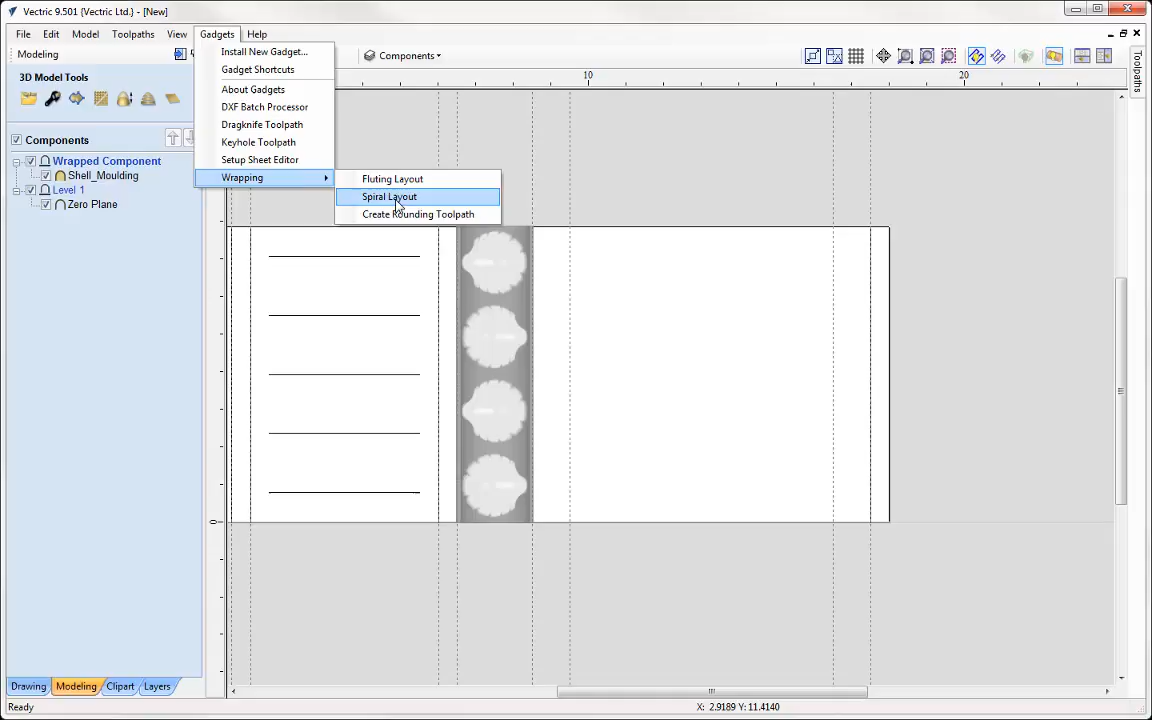 Vectric 9.501 {Vectric Ltd.} - [New]
File Edit Model Toolpaths View Gadgets Help
Modeling
Components
3D Model Tools
Components
Wrapped Component
Shell_Moulding
Level 1
Zero Plane
Install New Gadget...
Gadget Shortcuts
About Gadgets
DXF Batch Processor
Dragknife Toolpath
Keyhole Toolpath
Setup Sheet Editor
Wrapping
Fluting Layout
Spiral Layout
Create Rounding Toolpath
10
20
0
Toolpaths
Drawing Modeling Clipart Layers
Ready
X: 2.9189 Y: 11.4140